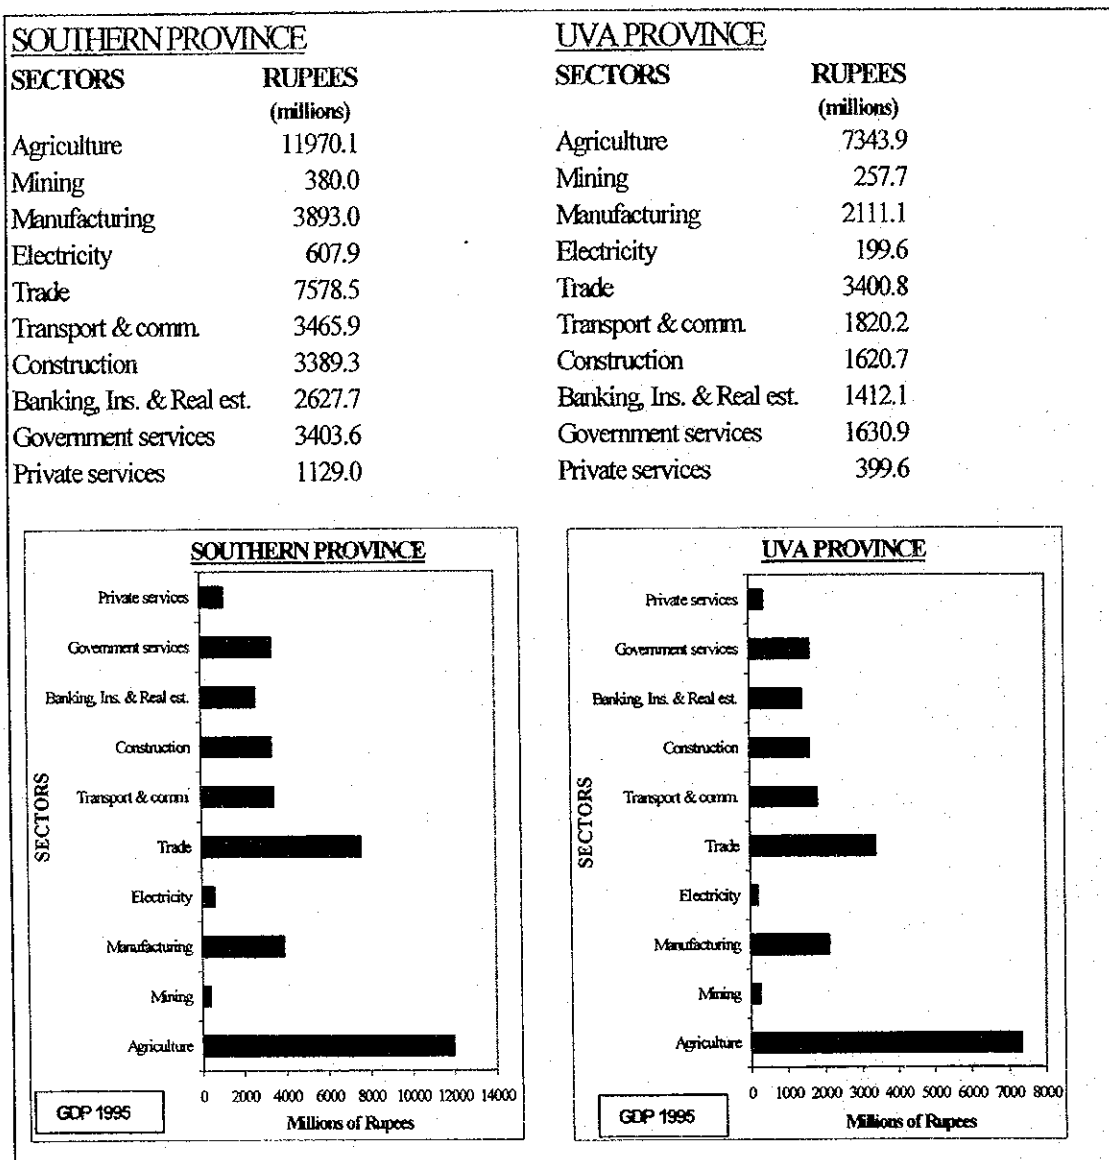 SOUTHERN PROVINCE
SECTORS RUPEES
(millions)
Agriculture 11970.1
Mining 380.0
Manufacturing 3893.0
Electricity 607.9
Trade 7578.5
Transport & comm. 3465.9
Construction 3389.3
Banking, Ins. & Real est. 2627.7
Government services 3403.6
Private services 1129.0
UVA PROVINCE
SECTORS RUPEES
(millions)
Agriculture 7343.9
Mining 257.7
Manufacturing 2111.1
Electricity 199.6
Trade 3400.8
Transport & comm. 1820.2
Construction 1620.7
Banking, Ins. & Real est. 1412.1
Government services 1630.9
Private services 399.6
SOUTHERN PROVINCE
SECTORS
Private services
Government services
Banking, Ins. & Real est.
Construction
Transport & comm.
Trade
Electricity
Manufacturing
Mining
Agriculture
0 2000 4000 6000 8000 10000 12000 14000
Millions of Rupees
GDP 1995
UVA PROVINCE
SECTORS
Private services
Government services
Banking, Ins. & Real est.
Construction
Transport & comm.
Trade
Electricity
Manufacturing
Mining
Agriculture
0 1000 2000 3000 4000 5000 6000 7000 8000
Millions of Rupees
GDP 1995